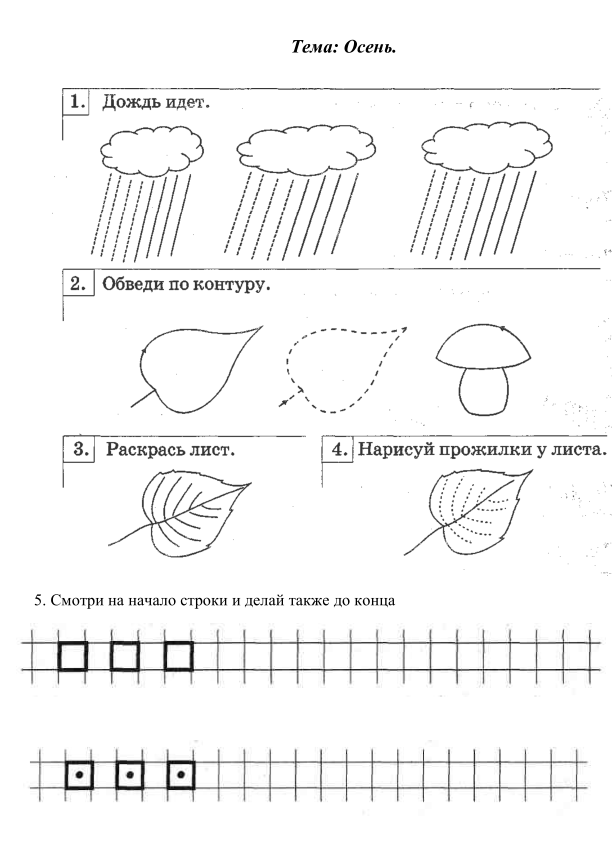 Тема: Осень.
1. Дождь идет.
2. Обведи по контуру.
3. Раскрась лист.
4. Нарисуй прожилки у листа.
5. Смотри на начало строки и делай также до конца